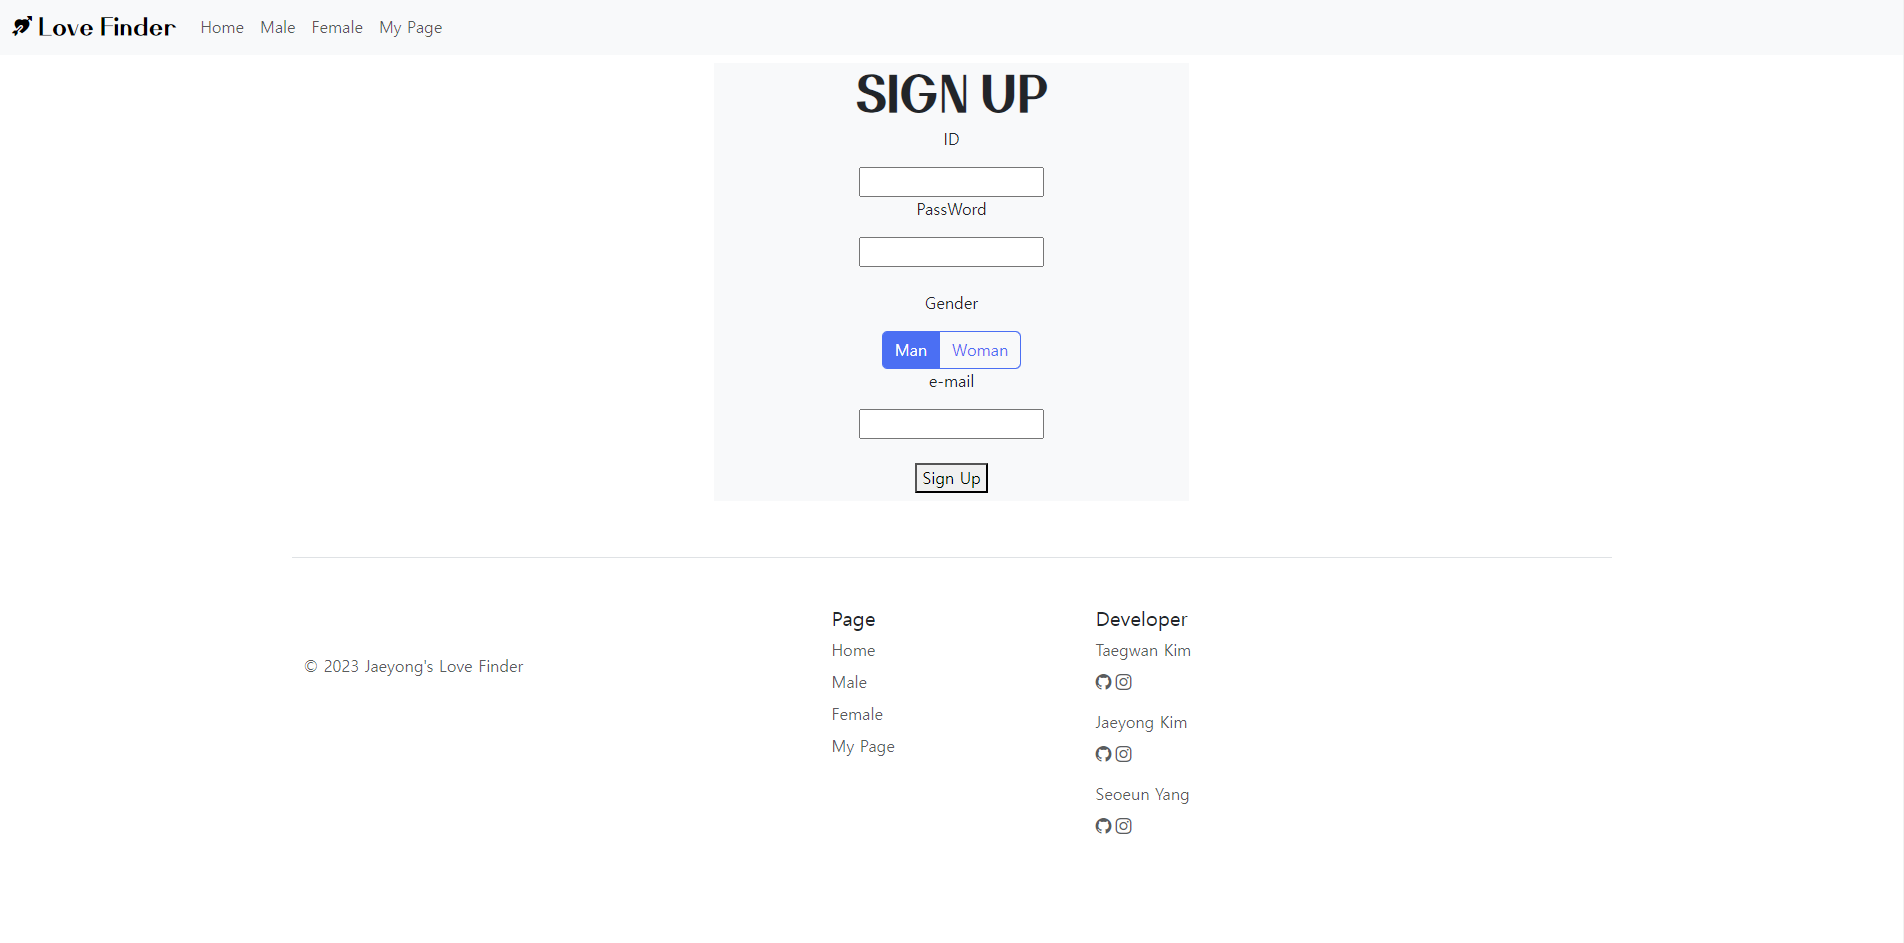 Love Finder Home Male Female My Page
SIGN UP
ID
PassWord
Gender
Man Woman
e-mail
Sign Up
© 2023 Jaeyong's Love Finder
Page
Home
Male
Female
My Page
Developer
Taegwan Kim
Jaeyong Kim
Seoeun Yang